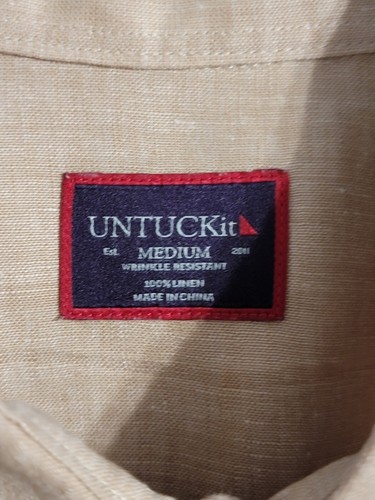 UNTUCKit
Est. MEDIUM 2011
WRINKLE RESISTANT
100% LINEN
MADE IN CHINA